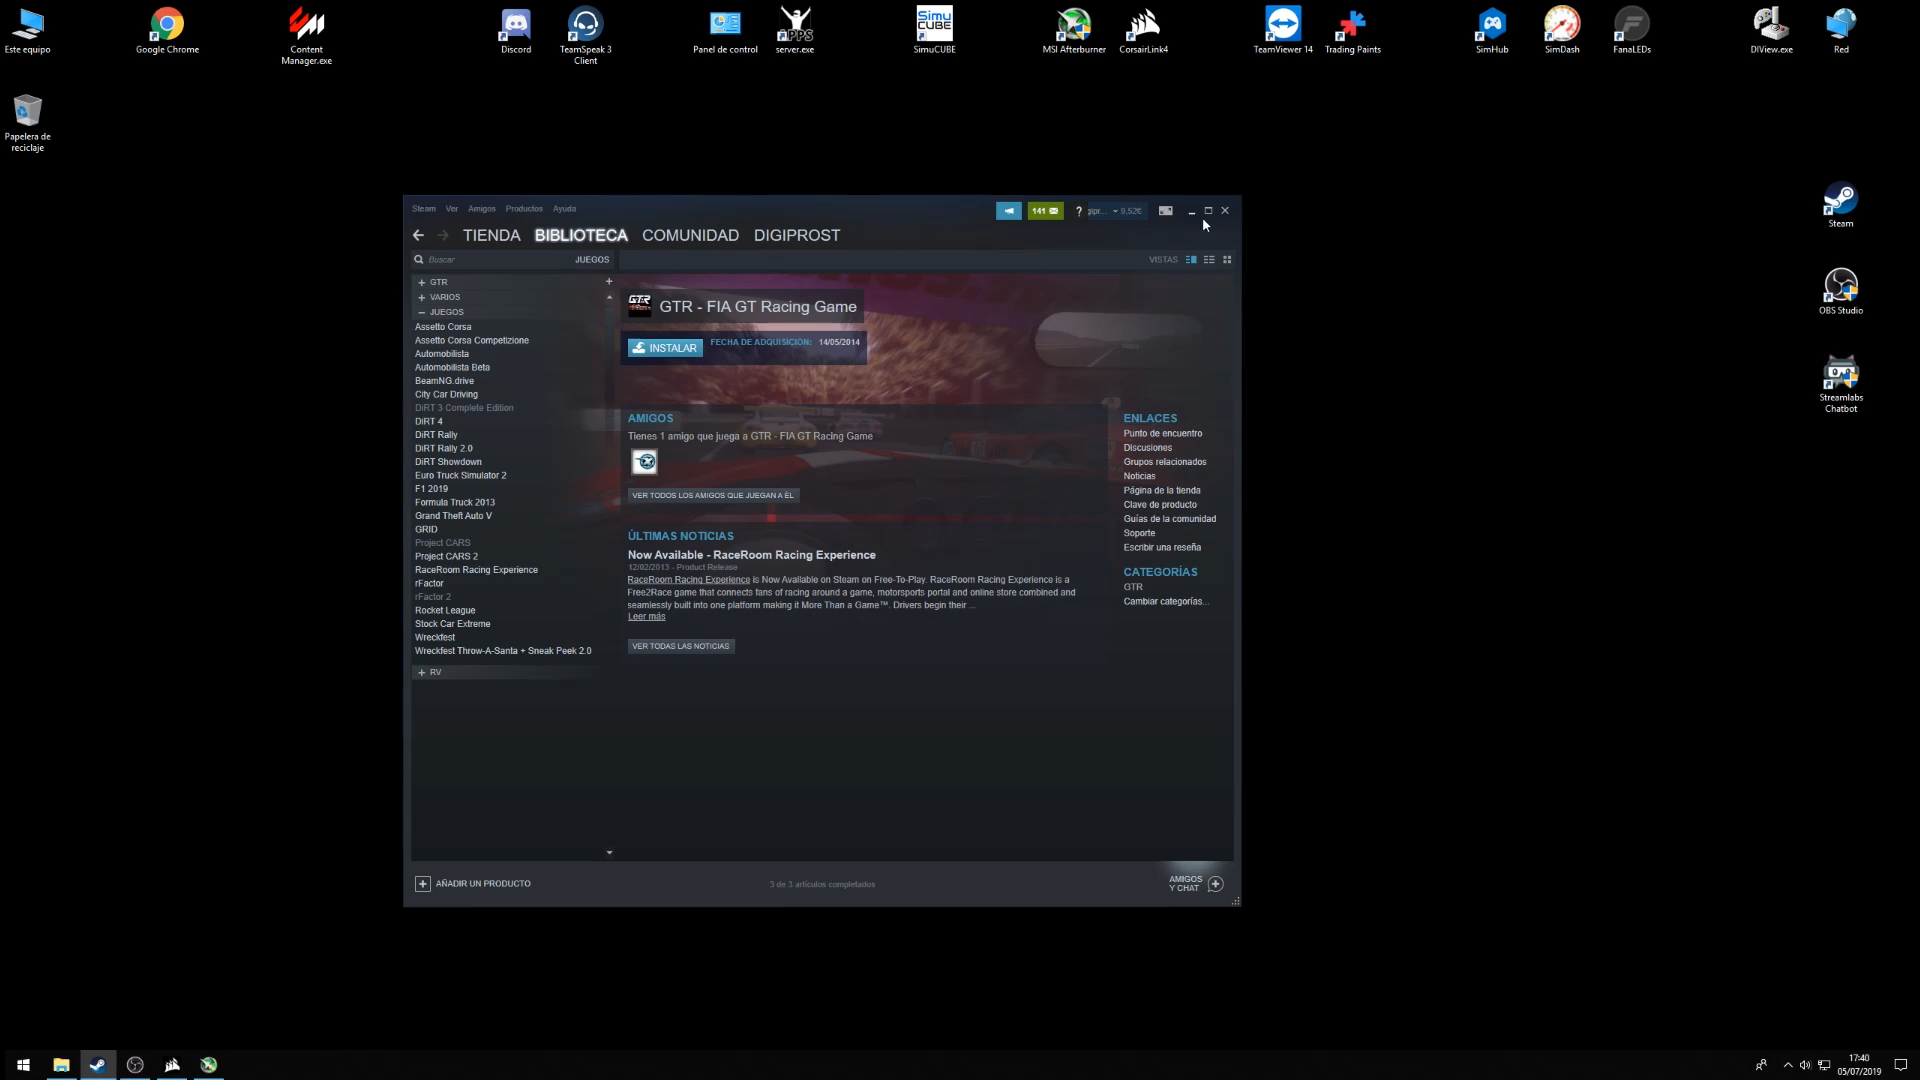 Este equipo
Google Chrome
Content
Manager.exe
Discord
TeamSpeak 3
Client
Panel de control
APPS
server.exe
Simu
CUBE
SimuCUBE
MSI Afterburner
CorsairLink4
TeamViewer 14
Trading Paints
SimHub
SimDash
FanaLEDs
DIView.exe
Red
Papelera de
reciclaje
Steam
OBS Studio
Streamlabs
Chatbot
Steam Ver Amigos Productos Ayuda
141
? 9,52€
TIENDA BIBLIOTECA COMUNIDAD DIGIPROST
Buscar JUEGOS
VISTAS
+ GTR +
+ VARIOS
− JUEGOS
Assetto Corsa
Assetto Corsa Competizione
Automobilista
Automobilista Beta
BeamNG.drive
City Car Driving
DiRT 3 Complete Edition
DiRT 4
DiRT Rally
DiRT Rally 2.0
DiRT Showdown
Euro Truck Simulator 2
F1 2019
Formula Truck 2013
Grand Theft Auto V
GRID
Project CARS
Project CARS 2
RaceRoom Racing Experience
rFactor
rFactor 2
Rocket League
Stock Car Extreme
Wreckfest
Wreckfest Throw-A-Santa + Sneak Peek 2.0
+ RV
GTR - FIA GT Racing Game
INSTALAR
FECHA DE ADQUISICIÓN: 14/05/2014
AMIGOS
Tienes 1 amigo que juega a GTR - FIA GT Racing Game
VER TODOS LOS AMIGOS QUE JUEGAN A ÉL
ÚLTIMAS NOTICIAS
Now Available - RaceRoom Racing Experience
12/02/2013 - Product Release
RaceRoom Racing Experience is Now Available on Steam on Free-To-Play. RaceRoom Racing Experience is a
Free2Race game that connects fans of racing around a game, motorsports portal and online store combined and
seamlessly built into one platform making it More Than a Game™. Drivers begin their ...
Leer más
VER TODAS LAS NOTICIAS
ENLACES
Punto de encuentro
Discusiones
Grupos relacionados
Noticias
Página de la tienda
Clave de producto
Guías de la comunidad
Soporte
Escribir una reseña
CATEGORÍAS
GTR
Cambiar categorías...
AÑADIR UN PRODUCTO
3 de 3 artículos completados
AMIGOS
Y CHAT
17:40
05/07/2019